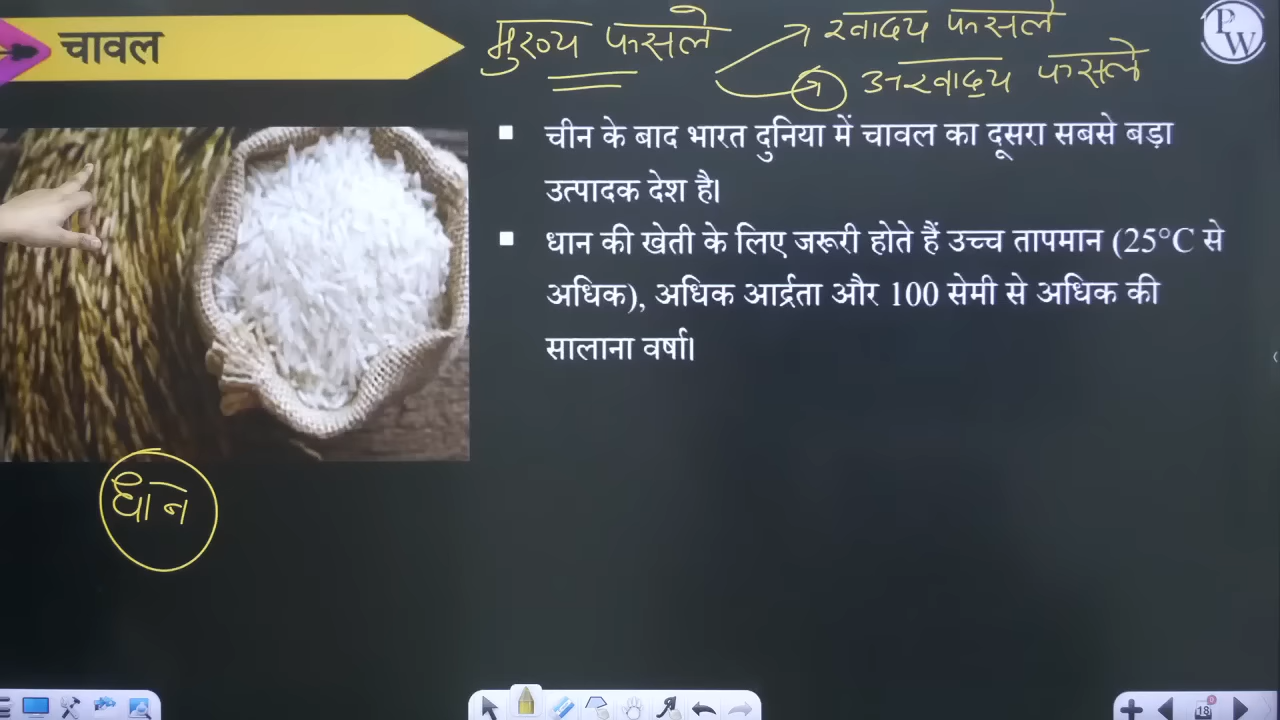 चावल
मुख्य फसले
खाद्य फसले
अखाद्य फसले
PW
चीन के बाद भारत दुनिया में चावल का दूसरा सबसे बड़ा
उत्पादक देश है।
धान की खेती के लिए जरूरी होते हैं उच्च तापमान (25°C से
अधिक), अधिक आर्द्रता और 100 सेमी से अधिक की
सालाना वर्षा।
धान
18